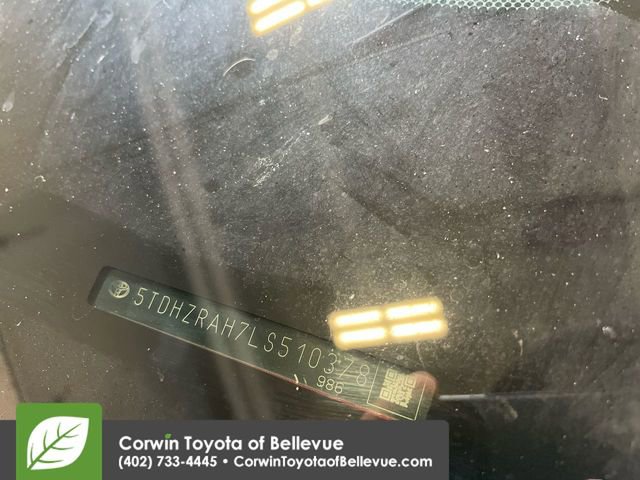 5TDHZRAH7LS510378
986
Corwin Toyota of Bellevue
(402) 733-4445 • CorwinToyotaofBellevue.com